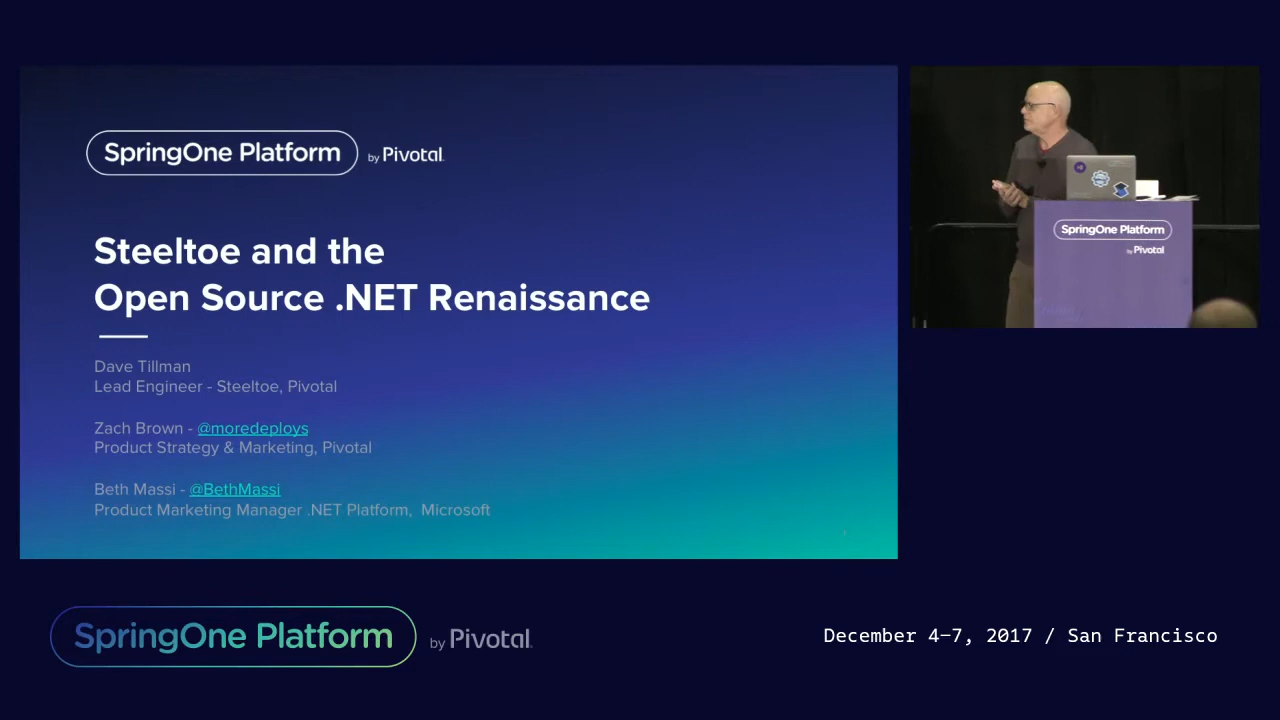 SpringOne Platform by Pivotal.
Steeltoe and the
Open Source .NET Renaissance
Dave Tillman
Lead Engineer - Steeltoe, Pivotal
Zach Brown - @moredeploys
Product Strategy & Marketing, Pivotal
Beth Massi - @BethMassi
Product Marketing Manager .NET Platform, Microsoft
SpringOne Platform
by Pivotal
SpringOne Platform by Pivotal.
December 4–7, 2017 / San Francisco